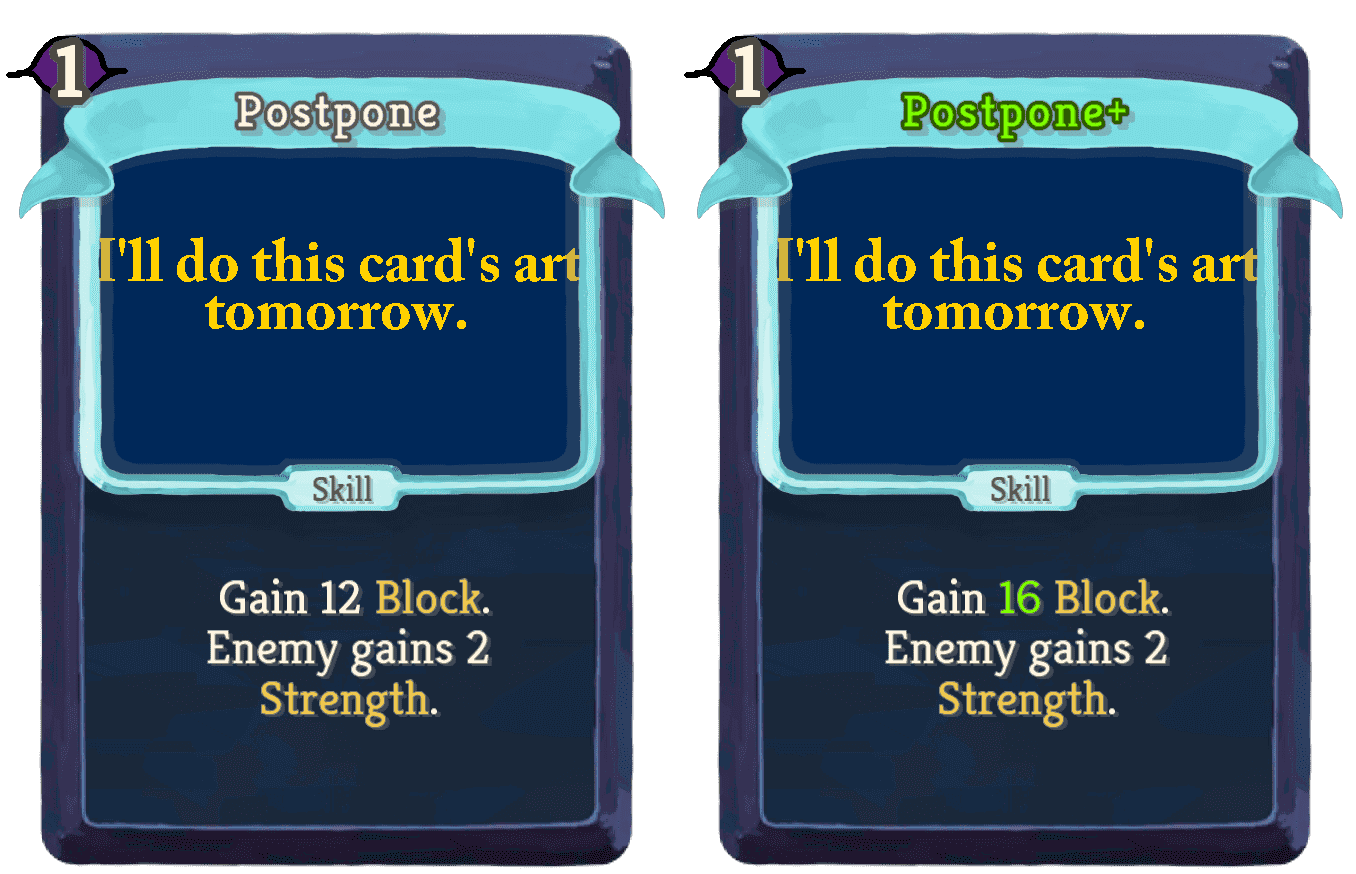 1
Postpone
I'll do this card's art
tomorrow.
Skill
Gain 12 Block.
Enemy gains 2
Strength.
1
Postpone+
I'll do this card's art
tomorrow.
Skill
Gain 16 Block.
Enemy gains 2
Strength.